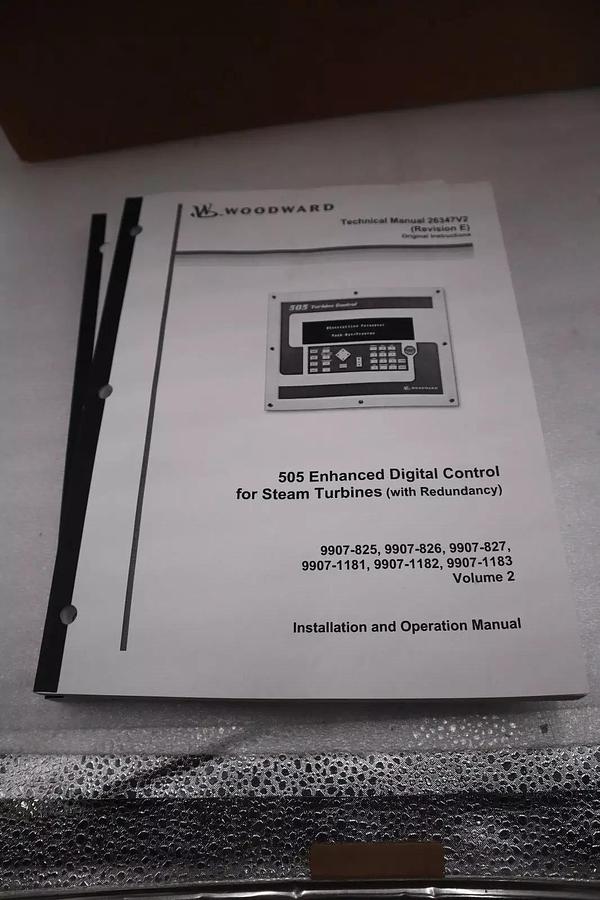 WOODWARD
Technical Manual 26347V2
(Revision E)
Original Instructions
505 Turbine Control
WOODWARD
505 Enhanced Digital Control
for Steam Turbines (with Redundancy)
9907-825, 9907-826, 9907-827,
9907-1181, 9907-1182, 9907-1183
Volume 2
Installation and Operation Manual